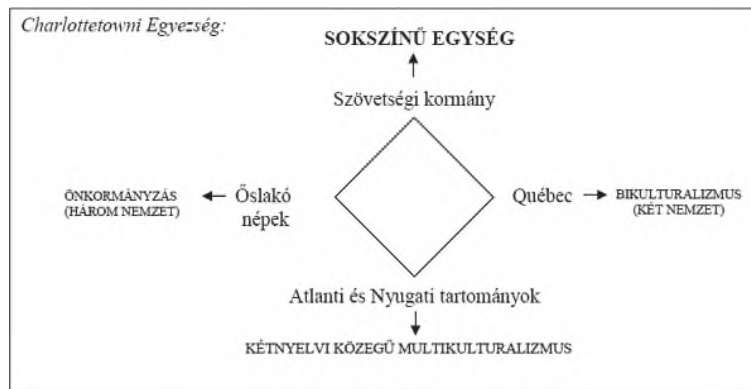 Charlottetowni Egyezség:
SOKSZÍNŰ EGYSÉG
Szövetségi kormány
ÖNKORMÁNYZÁS
(HÁROM NEMZET)
Őslakó
népek
Québec
BIKULTURALIZMUS
(KÉT NEMZET)
Atlanti és Nyugati tartományok
KÉTNYELVI KÖZEGŰ MULTIKULTURALIZMUS